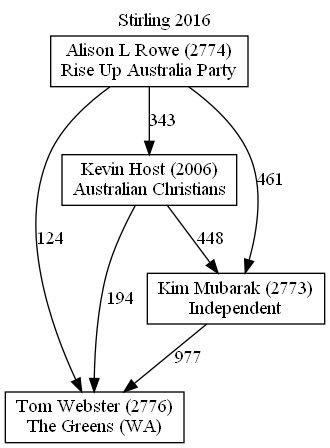 Stirling 2016
Alison L Rowe (2774)
Rise Up Australia Party
343
Kevin Host (2006)
Australian Christians
461
124
194
448
Kim Mubarak (2773)
Independent
977
Tom Webster (2776)
The Greens (WA)